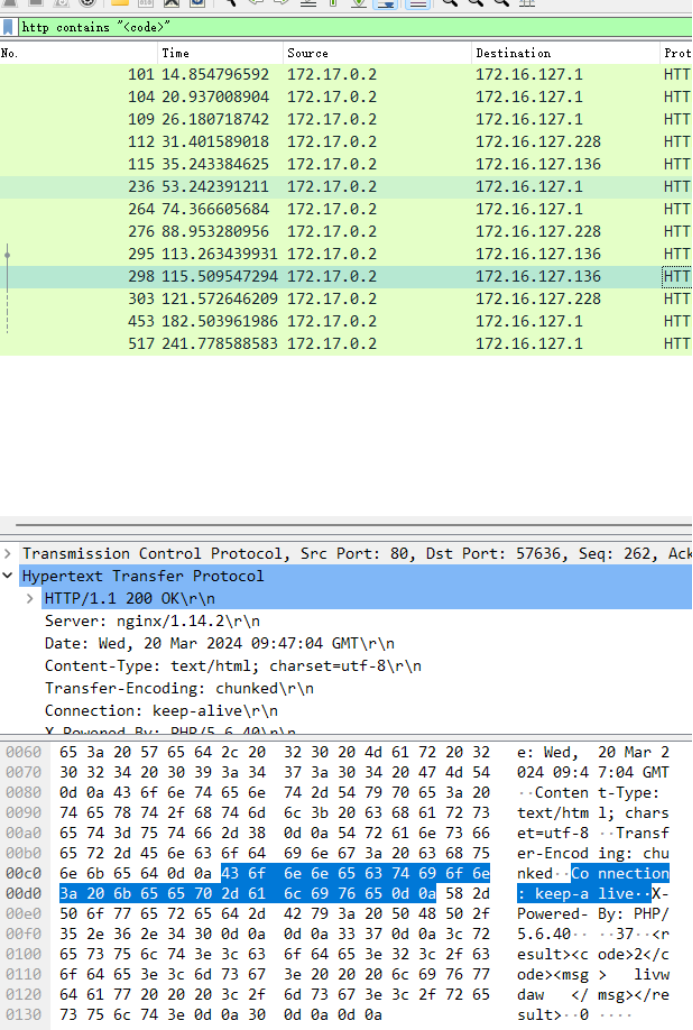 http contains "<code>"
No. Time Source Destination Prot
101 14.854796592 172.17.0.2 172.16.127.1 HTT
104 20.937008904 172.17.0.2 172.16.127.1 HTT
109 26.180718742 172.17.0.2 172.16.127.1 HTT
112 31.401589018 172.17.0.2 172.16.127.228 HTT
115 35.243384625 172.17.0.2 172.16.127.136 HTT
236 53.242391211 172.17.0.2 172.16.127.1 HTT
264 74.366605684 172.17.0.2 172.16.127.1 HTT
276 88.953280956 172.17.0.2 172.16.127.228 HTT
295 113.263439931 172.17.0.2 172.16.127.136 HTT
298 115.509547294 172.17.0.2 172.16.127.136 HTT
303 121.572646209 172.17.0.2 172.16.127.228 HTT
453 182.503961986 172.17.0.2 172.16.127.1 HTT
517 241.778588583 172.17.0.2 172.16.127.1 HTT
Transmission Control Protocol, Src Port: 80, Dst Port: 57636, Seq: 262, Ack
Hypertext Transfer Protocol
HTTP/1.1 200 OK\r\n
Server: nginx/1.14.2\r\n
Date: Wed, 20 Mar 2024 09:47:04 GMT\r\n
Content-Type: text/html; charset=utf-8\r\n
Transfer-Encoding: chunked\r\n
Connection: keep-alive\r\n
X-Powered-By: PHP/5.6.40\r\n
0060 65 3a 20 57 65 64 2c 20 32 30 20 4d 61 72 20 32 e: Wed, 20 Mar 2
0070 30 32 34 20 30 39 3a 34 37 3a 30 34 20 47 4d 54 024 09:4 7:04 GMT
0080 0d 0a 43 6f 6e 74 65 6e 74 2d 54 79 70 65 3a 20 ··Conten t-Type:
0090 74 65 78 74 2f 68 74 6d 6c 3b 20 63 68 61 72 73 text/htm l; chars
00a0 65 74 3d 75 74 66 2d 38 0d 0a 54 72 61 6e 73 66 et=utf-8 ··Transf
00b0 65 72 2d 45 6e 63 6f 64 69 6e 67 3a 20 63 68 75 er-Encod ing: chu
00c0 6e 6b 65 64 0d 0a 43 6f 6e 6e 65 63 74 69 6f 6e nked··Co nnection
00d0 3a 20 6b 65 65 70 2d 61 6c 69 76 65 0d 0a 58 2d : keep-a live··X-
00e0 50 6f 77 65 72 65 64 2d 42 79 3a 20 50 48 50 2f Powered- By: PHP/
00f0 35 2e 36 2e 34 30 0d 0a 0d 0a 33 37 0d 0a 3c 72 5.6.40·· ··37··<r
0100 65 73 75 6c 74 3e 3c 63 6f 64 65 3e 32 3c 2f 63 esult><c ode>2</c
0110 6f 64 65 3e 3c 6d 73 67 3e 20 20 20 6c 69 76 77 ode><msg > livw
0120 64 61 77 20 20 20 3c 2f 6d 73 67 3e 3c 2f 72 65 daw </ msg></re
0130 73 75 6c 74 3e 0d 0a 30 0d 0a 0d 0a sult>··0 ····